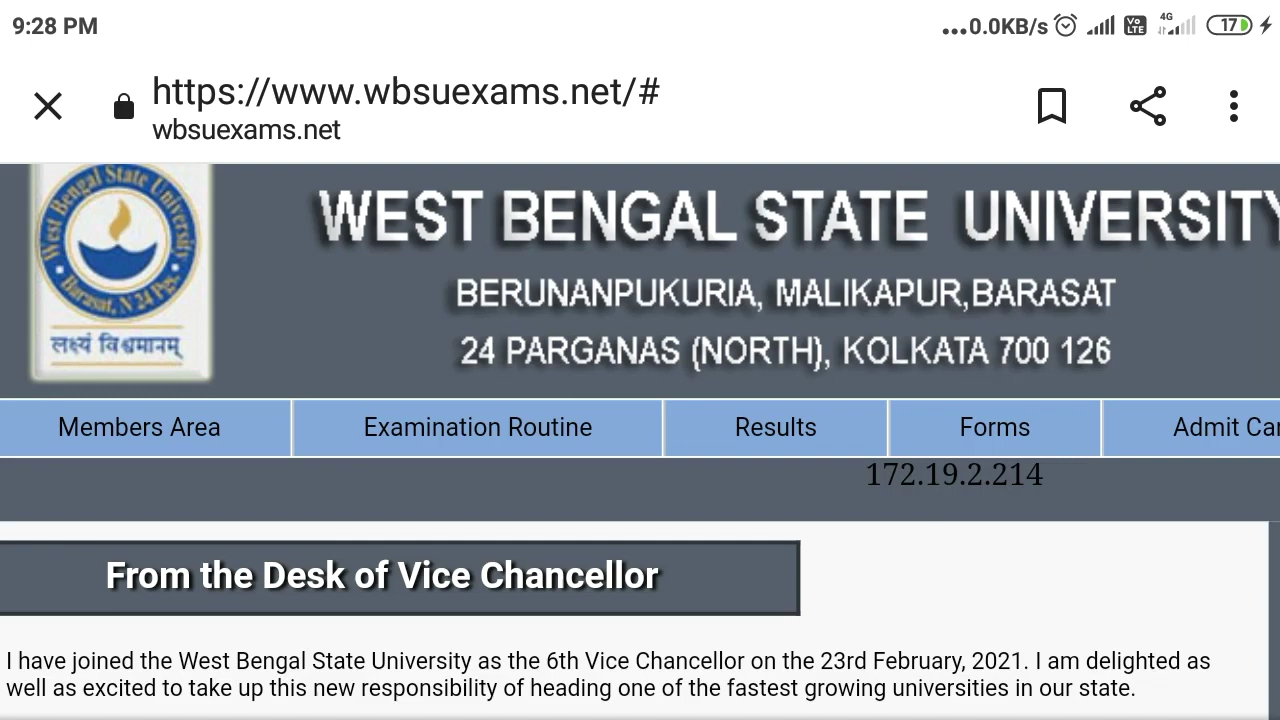 9:28 PM
...0.0KB/s
Vo LTE
4G
17
https://www.wbsuexams.net/#
wbsuexams.net
West Bengal State University
Barasat, N 24 Pgs.
लक्ष्यं विश्वमानम्
WEST BENGAL STATE UNIVERSITY
BERUNANPUKURIA, MALIKAPUR,BARASAT
24 PARGANAS (NORTH), KOLKATA 700 126
Members Area
Examination Routine
Results
Forms
Admit Car
172.19.2.214
From the Desk of Vice Chancellor
I have joined the West Bengal State University as the 6th Vice Chancellor on the 23rd February, 2021. I am delighted as
well as excited to take up this new responsibility of heading one of the fastest growing universities in our state.